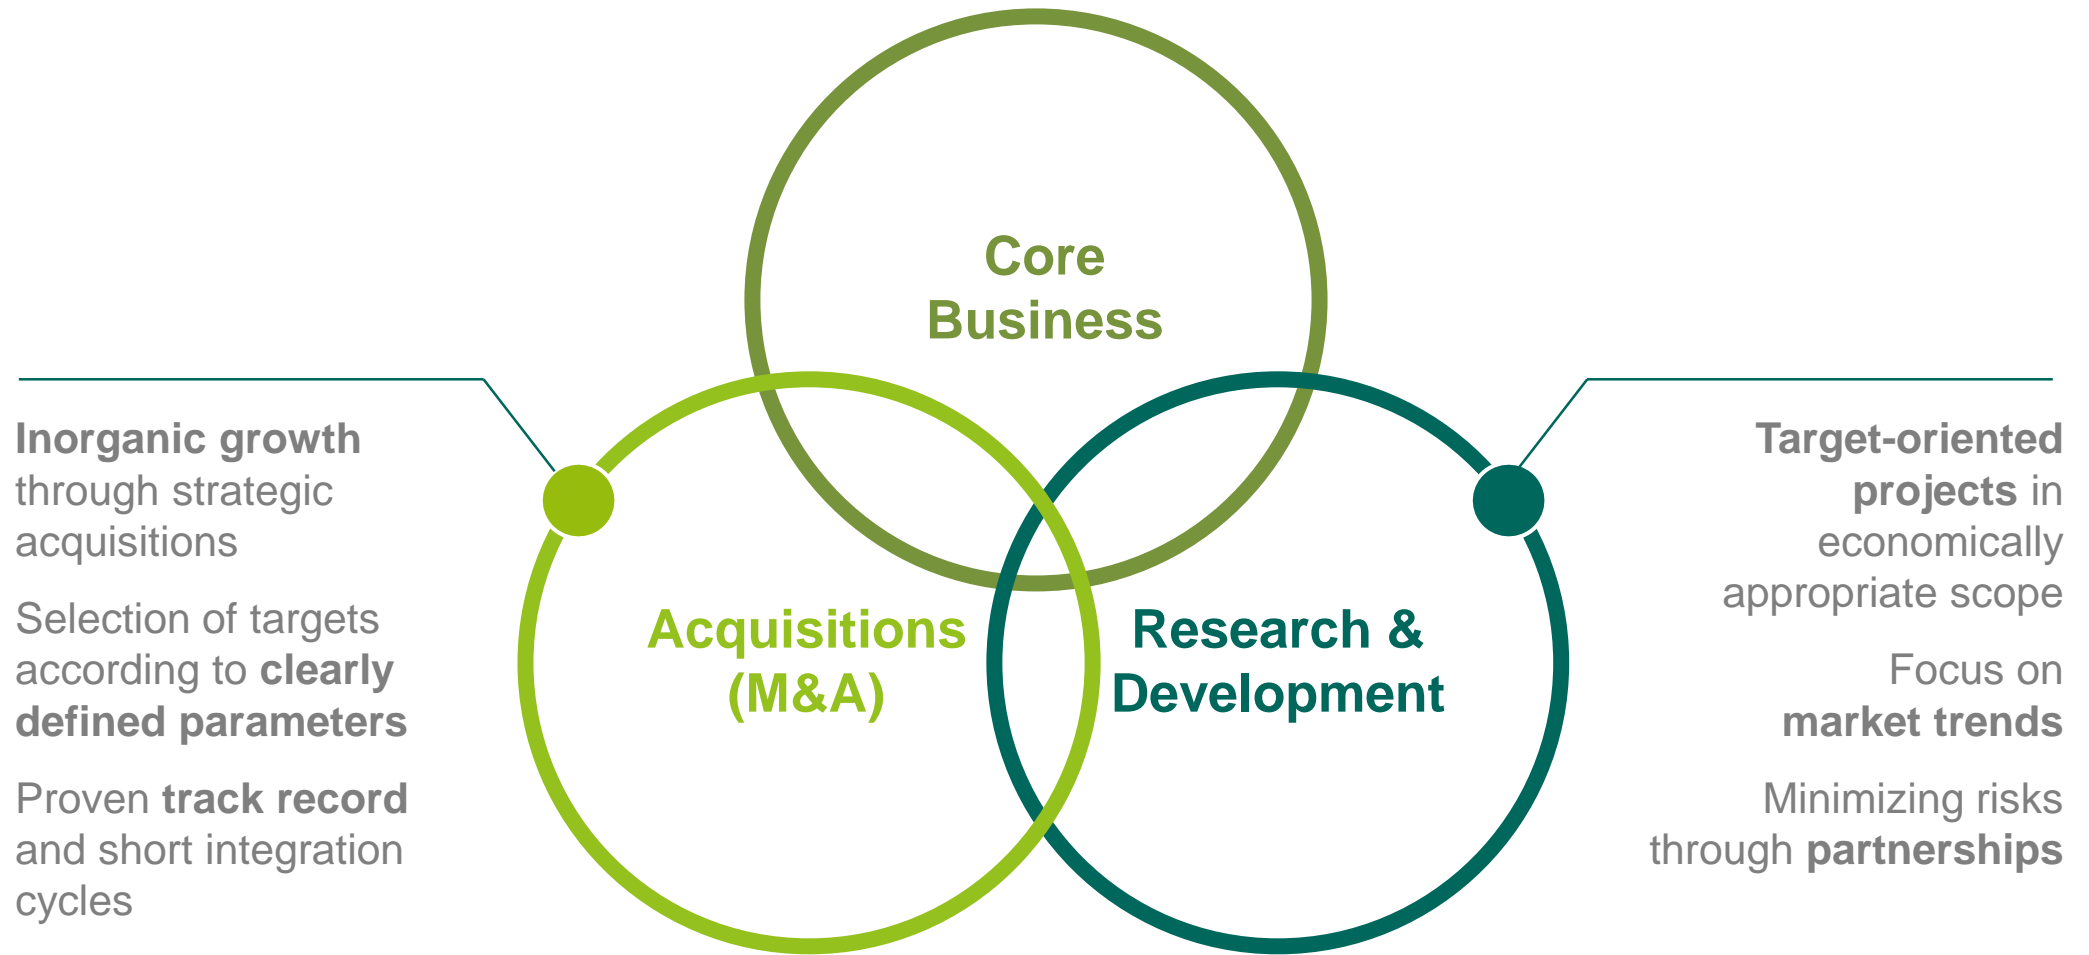 Core
Business
Inorganic growth
through strategic
acquisitions
Selection of targets
according to clearly
defined parameters
Proven track record
and short integration
cycles
Acquisitions
(M&A)
Research &
Development
Target-oriented
projects in
economically
appropriate scope
Focus on
market trends
Minimizing risks
through partnerships